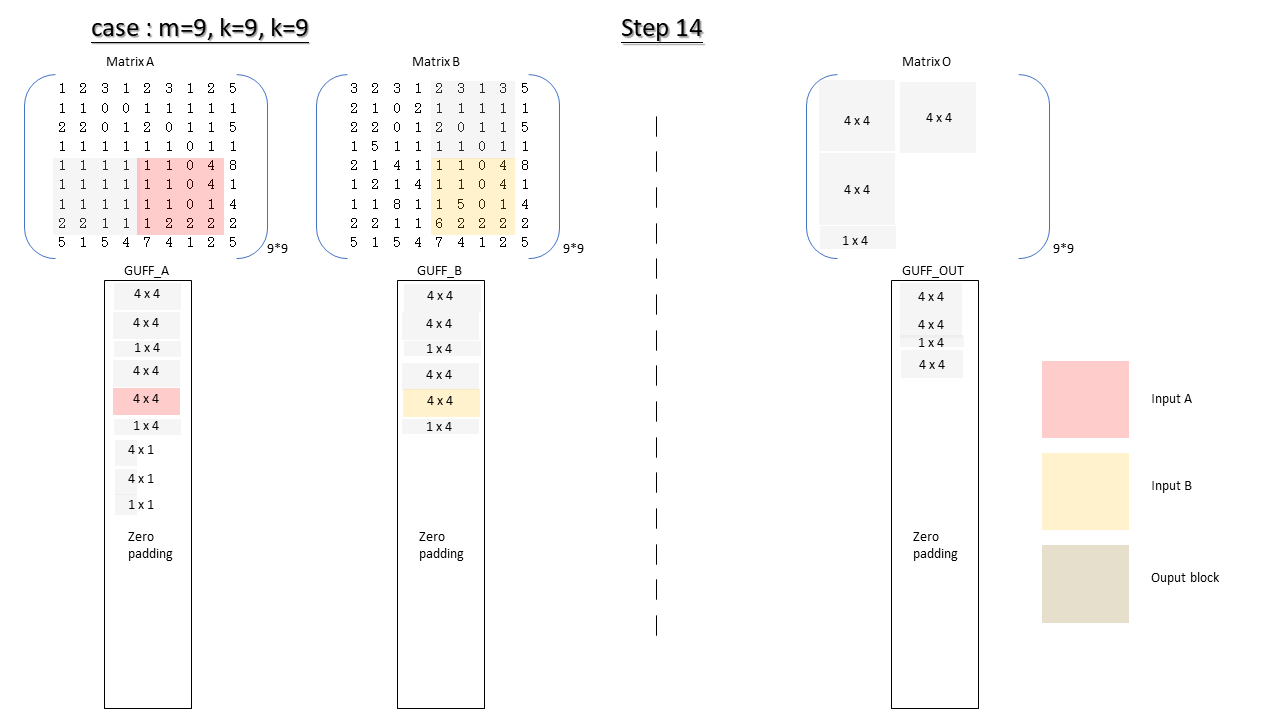 case : m=9, k=9, k=9
Step 14
Matrix A
1 2 3 1 2 3 1 2 5
1 1 0 0 1 1 1 1 1
2 2 0 1 2 0 1 1 5
1 1 1 1 1 1 0 1 1
1 1 1 1 1 1 0 4 8
1 1 1 1 1 1 0 4 1
1 1 1 1 1 1 0 1 4
2 2 1 1 1 2 2 2 2
5 1 5 4 7 4 1 2 5
9*9
Matrix B
3 2 3 1 2 3 1 3 5
2 1 0 2 1 1 1 1 1
2 2 0 1 2 0 1 1 5
1 5 1 1 1 1 0 1 1
2 1 4 1 1 1 0 4 8
1 2 1 4 1 1 0 4 1
1 1 8 1 1 5 0 1 4
2 2 1 1 6 2 2 2 2
5 1 5 4 7 4 1 2 5
9*9
Matrix O
4 x 4
4 x 4
4 x 4
1 x 4
9*9
GUFF_A
4 x 4
4 x 4
1 x 4
4 x 4
4 x 4
1 x 4
4 x 1
4 x 1
1 x 1
Zero
padding
GUFF_B
4 x 4
4 x 4
1 x 4
4 x 4
4 x 4
1 x 4
Zero
padding
GUFF_OUT
4 x 4
4 x 4
1 x 4
4 x 4
Zero
padding
Input A
Input B
Ouput block